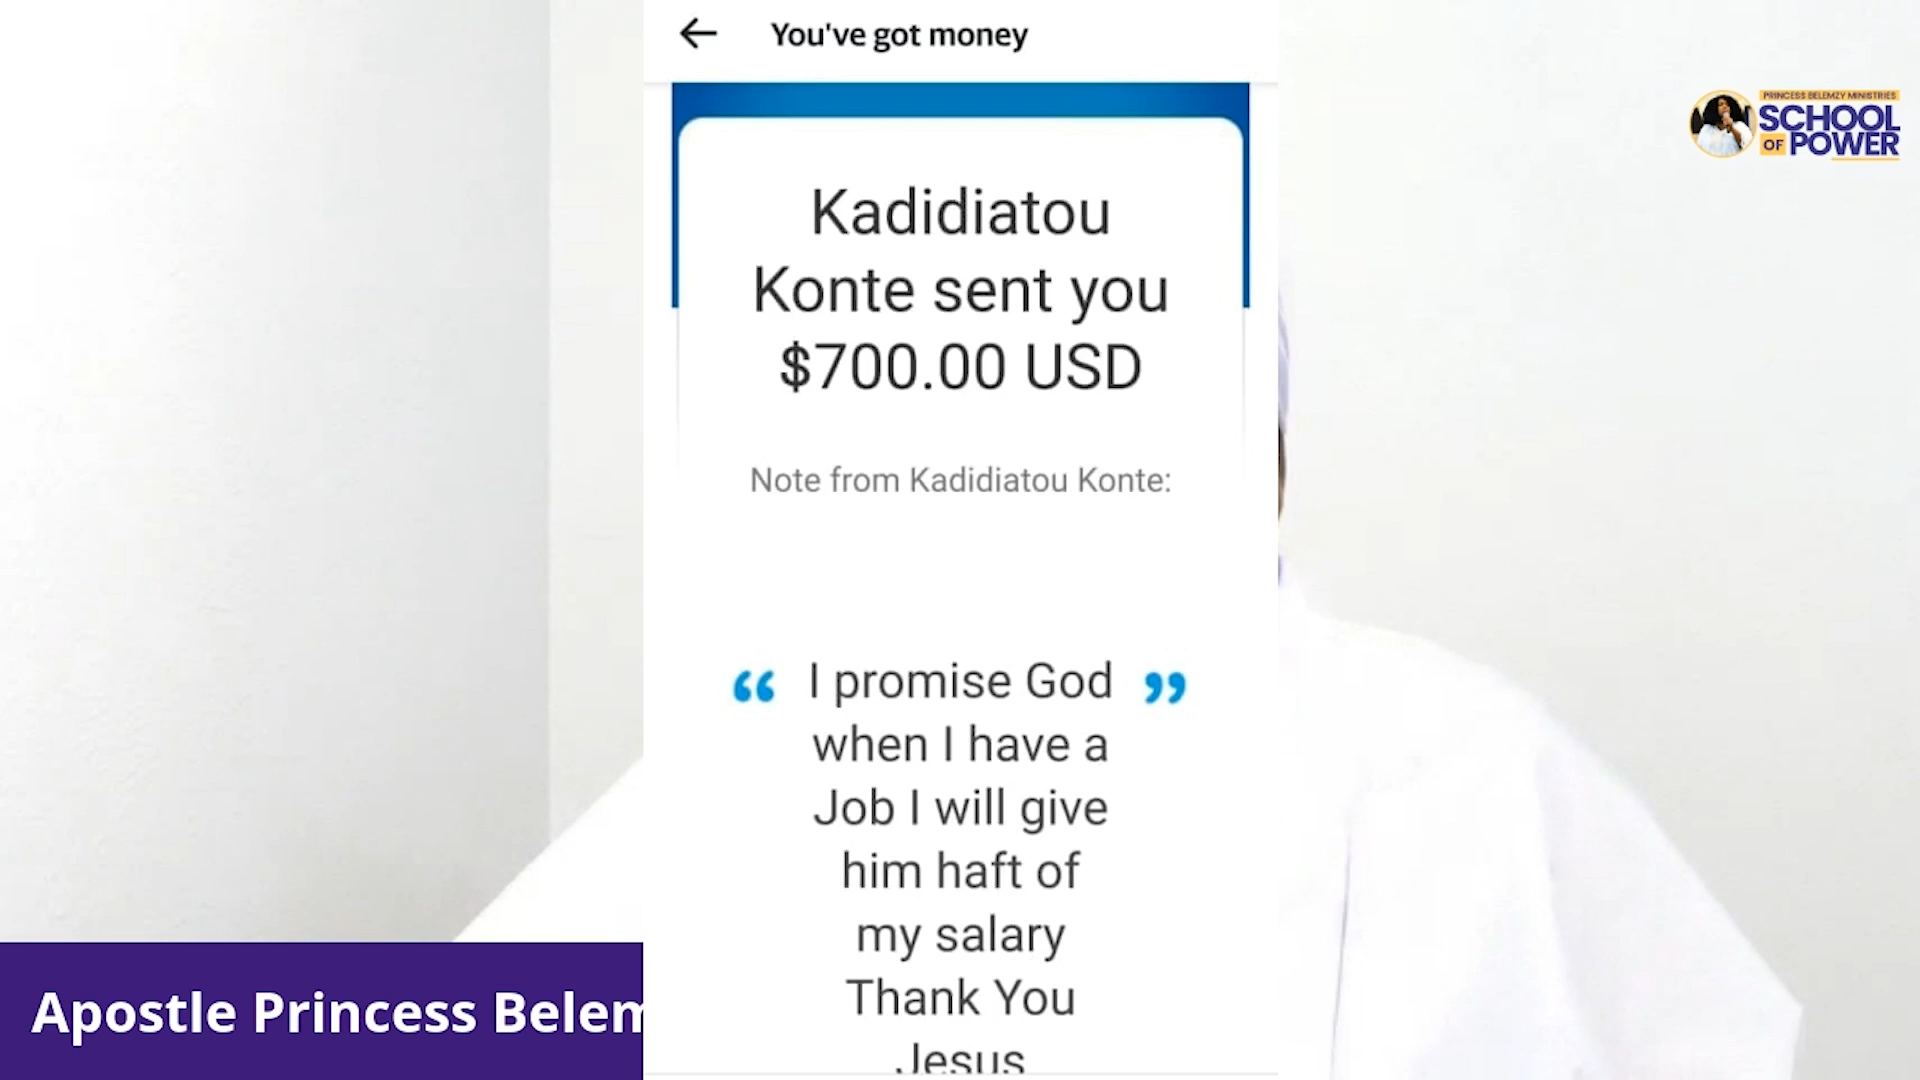 You've got money
PRINCESS BELEMZY MINISTRIES
SCHOOL
OF POWER
Kadidiatou
Konte sent you
$700.00 USD
Note from Kadidiatou Konte:
“ I promise God ”
when I have a
Job I will give
him haft of
my salary
Thank You
Jesus
Apostle Princess Belem